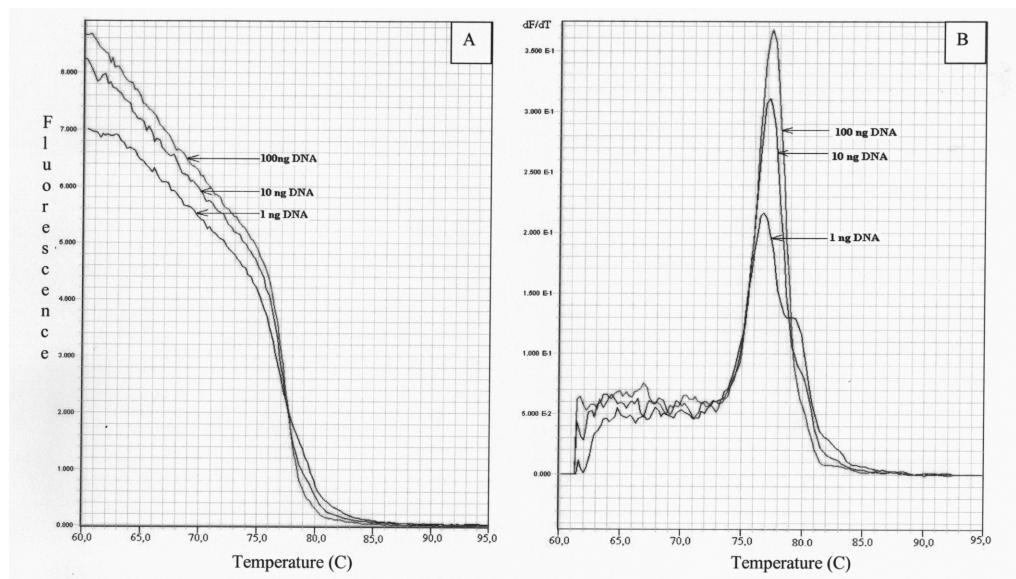 A
Fluorescence
8.000
7.000
6.000
5.000
4.000
3.000
2.000
1.000
0.000
100ng DNA
10 ng DNA
1 ng DNA
60,0
65,0
70,0
75,0
80,0
85.0
90,0
95,0
Temperature (C)
B
dF/dT
3.500 E-1
3.000 E-1
2.500 E-1
2.000 E-1
1.500 E-1
1.000 E-1
5.000 E-2
0.000
100 ng DNA
10 ng DNA
1 ng DNA
60,0
65,0
70,0
75,0
80,0
85.0
90,0
95,0
Temperature (C)